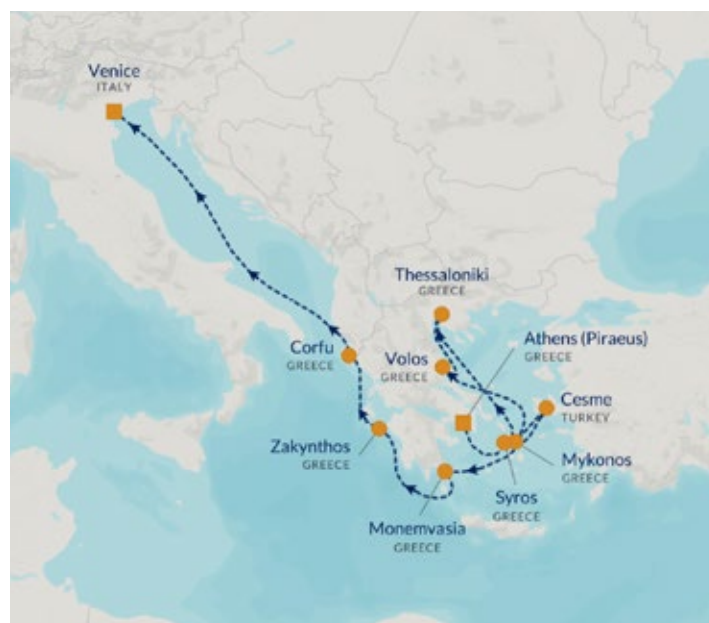 Venice
ITALY
Thessaloniki
GREECE
Athens (Piraeus)
GREECE
Corfu
GREECE
Volos
GREECE
Cesme
TURKEY
Zakynthos
GREECE
Mykonos
GREECE
Syros
GREECE
Monemvasia
GREECE